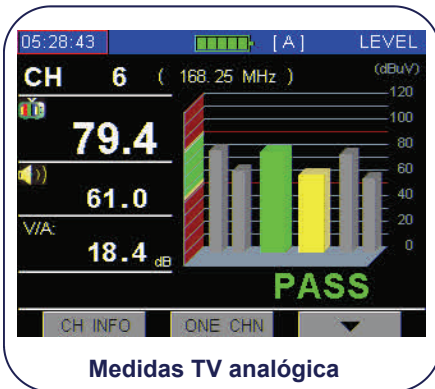 05:28:43 [ A ] LEVEL
CH 6 ( 168.25 MHz ) (dBuV)
79.4
61.0
V/A:
18.4 dB
120
100
80
60
40
20
0
PASS
CH INFO ONE CHN
Medidas TV analógica